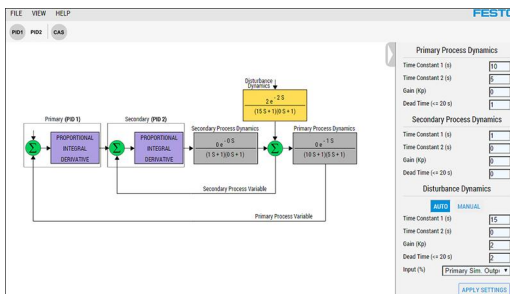 FILE VIEW HELP
FESTO
PID1 PID2 CAS
Primary (PID 1)
PROPORTIONAL
INTEGRAL
DERIVATIVE
Secondary (PID 2)
PROPORTIONAL
INTEGRAL
DERIVATIVE
Disturbance
Dynamics
2 e - 2 S
(15 S + 1)(0 S + 1)
Secondary Process Dynamics
0 e - 0 S
(1 S + 1)(0 S + 1)
Primary Process Dynamics
0 e - 1 S
(10 S + 1)(5 S + 1)
Σ
Σ
Σ
Secondary Process Variable
Primary Process Variable
Primary Process Dynamics
Time Constant 1 (s) 10
Time Constant 2 (s) 5
Gain (Kp) 0
Dead Time (<= 20 s) 1
Secondary Process Dynamics
Time Constant 1 (s) 1
Time Constant 2 (s) 0
Gain (Kp) 0
Dead Time (<= 20 s) 0
Disturbance Dynamics
AUTO MANUAL
Time Constant 1 (s) 15
Time Constant 2 (s) 0
Gain (Kp) 2
Dead Time (<= 20 s) 2
Input (%) Primary Sim. Outp
APPLY SETTINGS